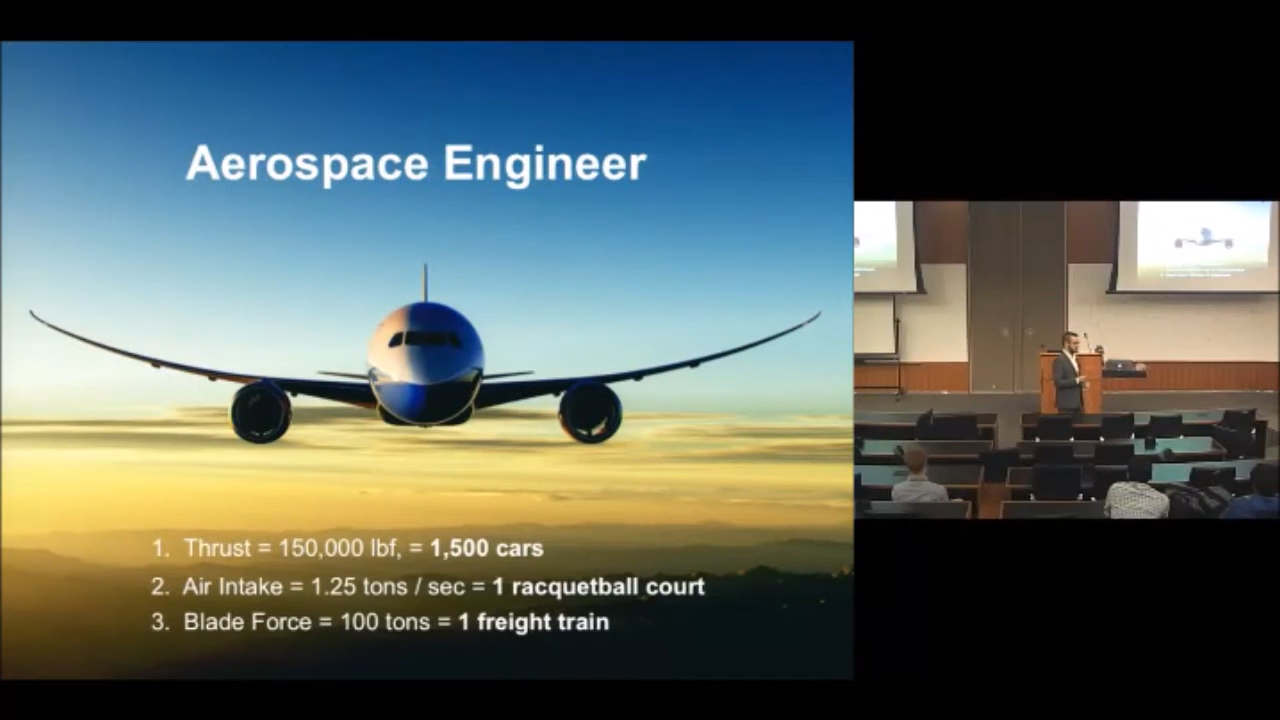 Aerospace Engineer
1. Thrust = 150,000 lbf, = 1,500 cars
2. Air Intake = 1.25 tons / sec = 1 racquetball court
3. Blade Force = 100 tons = 1 freight train